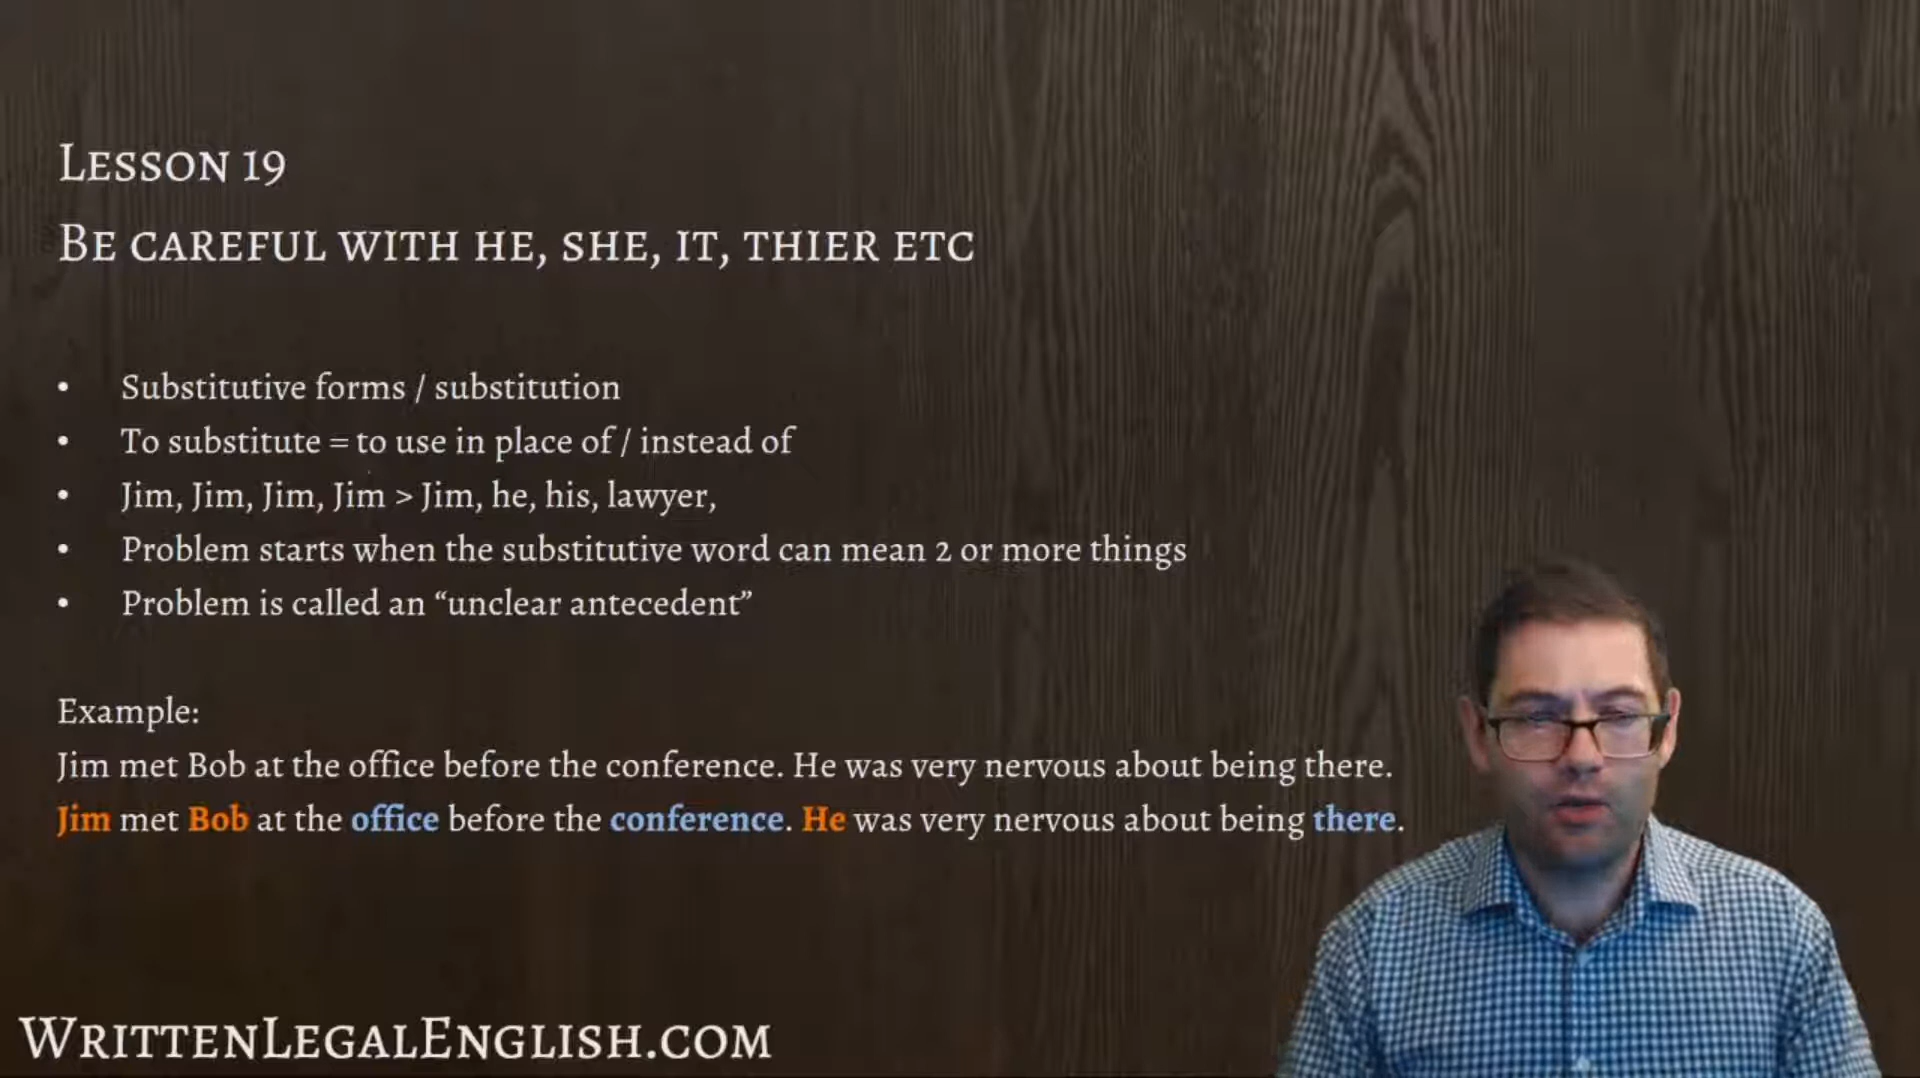 Lesson 19
Be careful with he, she, it, thier etc
• Substitutive forms / substitution
• To substitute = to use in place of / instead of
• Jim, Jim, Jim, Jim > Jim, he, his, lawyer,
• Problem starts when the substitutive word can mean 2 or more things
• Problem is called an “unclear antecedent”
Example:
Jim met Bob at the office before the conference. He was very nervous about being there.
Jim met Bob at the office before the conference. He was very nervous about being there.
WrittenLegalEnglish.com